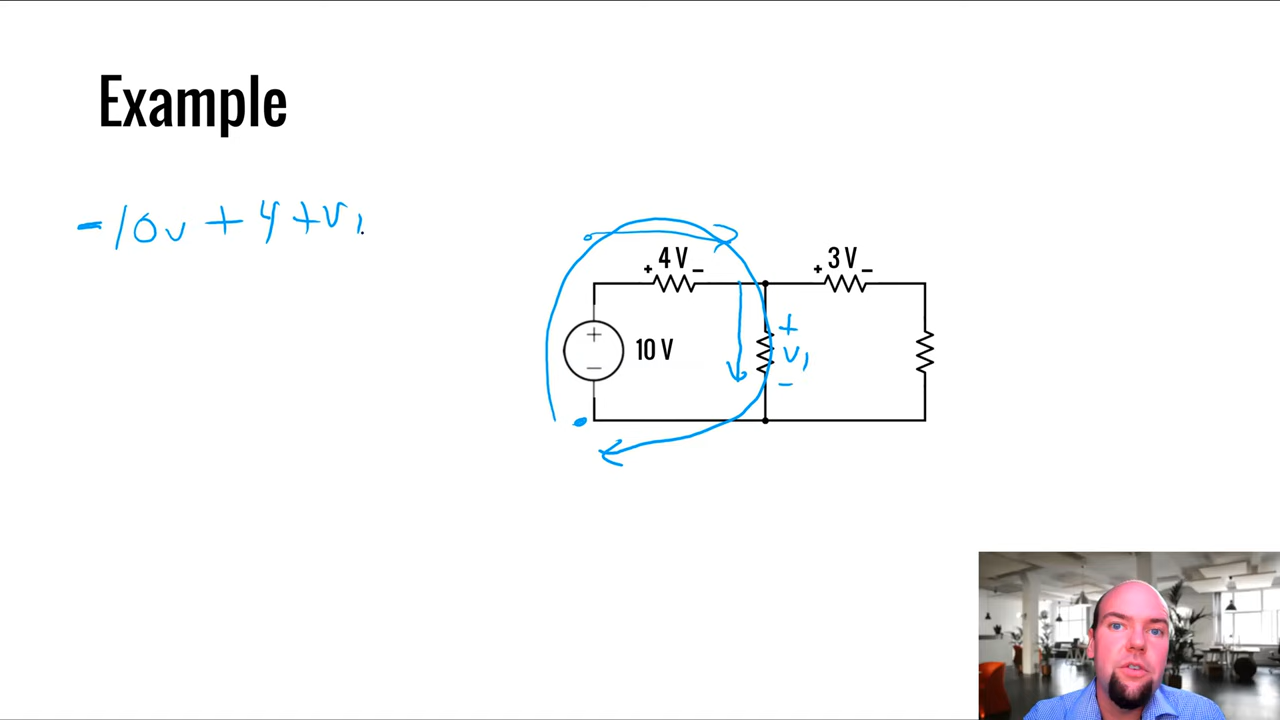 Example
-10v + 4 + v1
4 V
+ -
3 V
+ -
+
-
10 V
+
v1
-